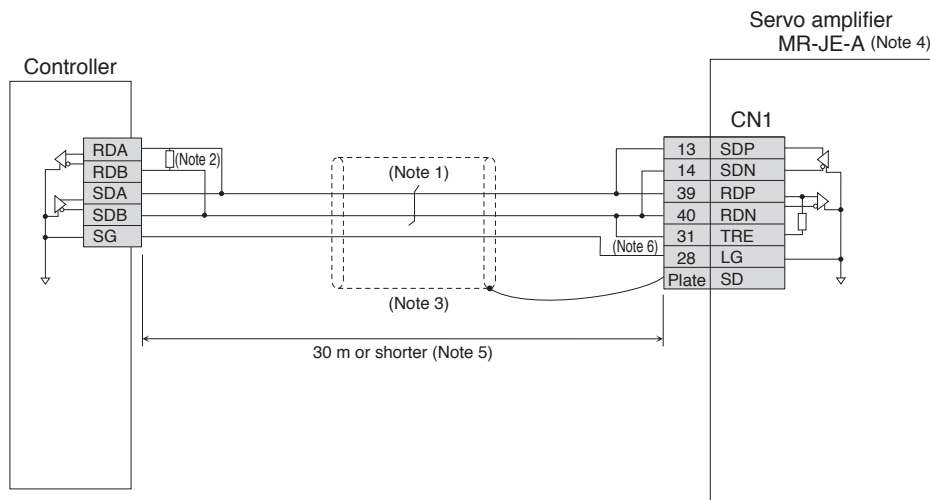 Servo amplifier
MR-JE-A (Note 4)
Controller
CN1
RDA
RDB
SDA
SDB
SG
(Note 2)
(Note 1)
(Note 3)
(Note 6)
13 SDP
14 SDN
39 RDP
40 RDN
31 TRE
28 LG
Plate SD
30 m or shorter (Note 5)